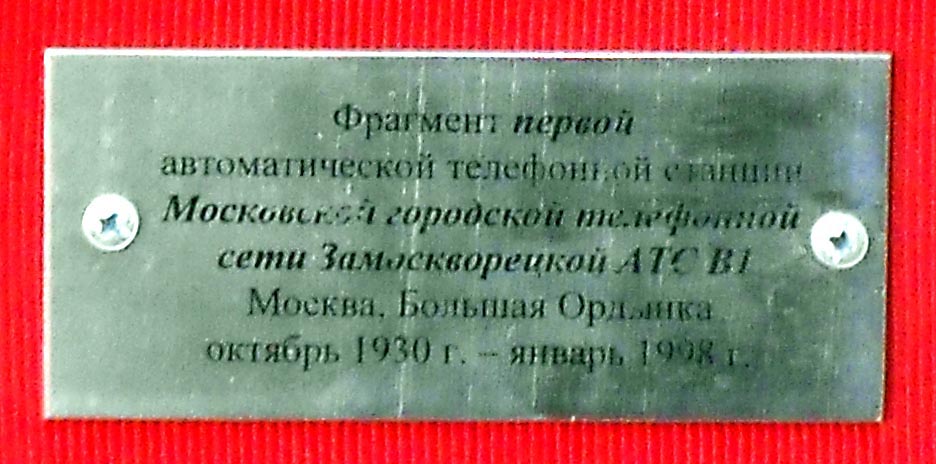 Фрагмент первой
автоматической телефонной станции
Московской городской телефонной
сети Замоскворецкой АТС В1
Москва, Большая Ордынка
октябрь 1930 г. – январь 1998 г.